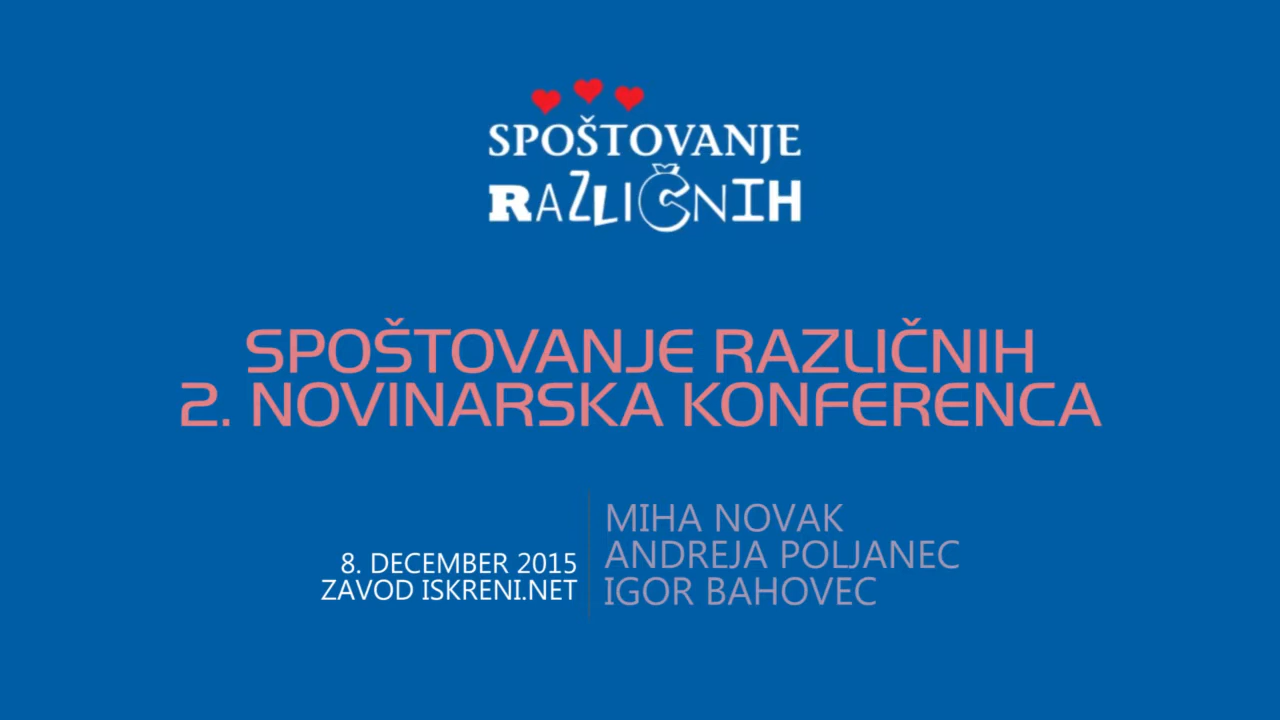 SPOŠTOVANJE
RAZLIČNIH
SPOŠTOVANJE RAZLIČNIH
2. NOVINARSKA KONFERENCA
8. DECEMBER 2015
ZAVOD ISKRENI.NET
MIHA NOVAK
ANDREJA POLJANEC
IGOR BAHOVEC